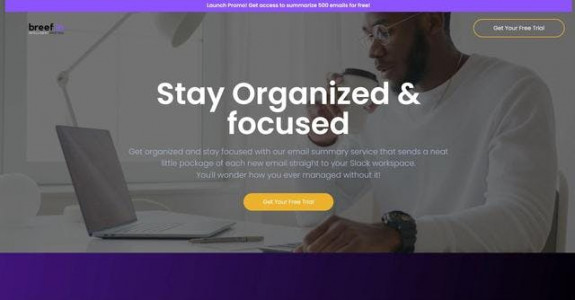 Launch Promo! Get access to summarize 500 emails for free!
breef
Get Your Free Trial
Stay Organized &
focused
Get organized and stay focused with our email summary service that sends a neat
little package of each new email straight to your Slack workspace.
You'll wonder how you ever managed without it!
Get Your Free Trial